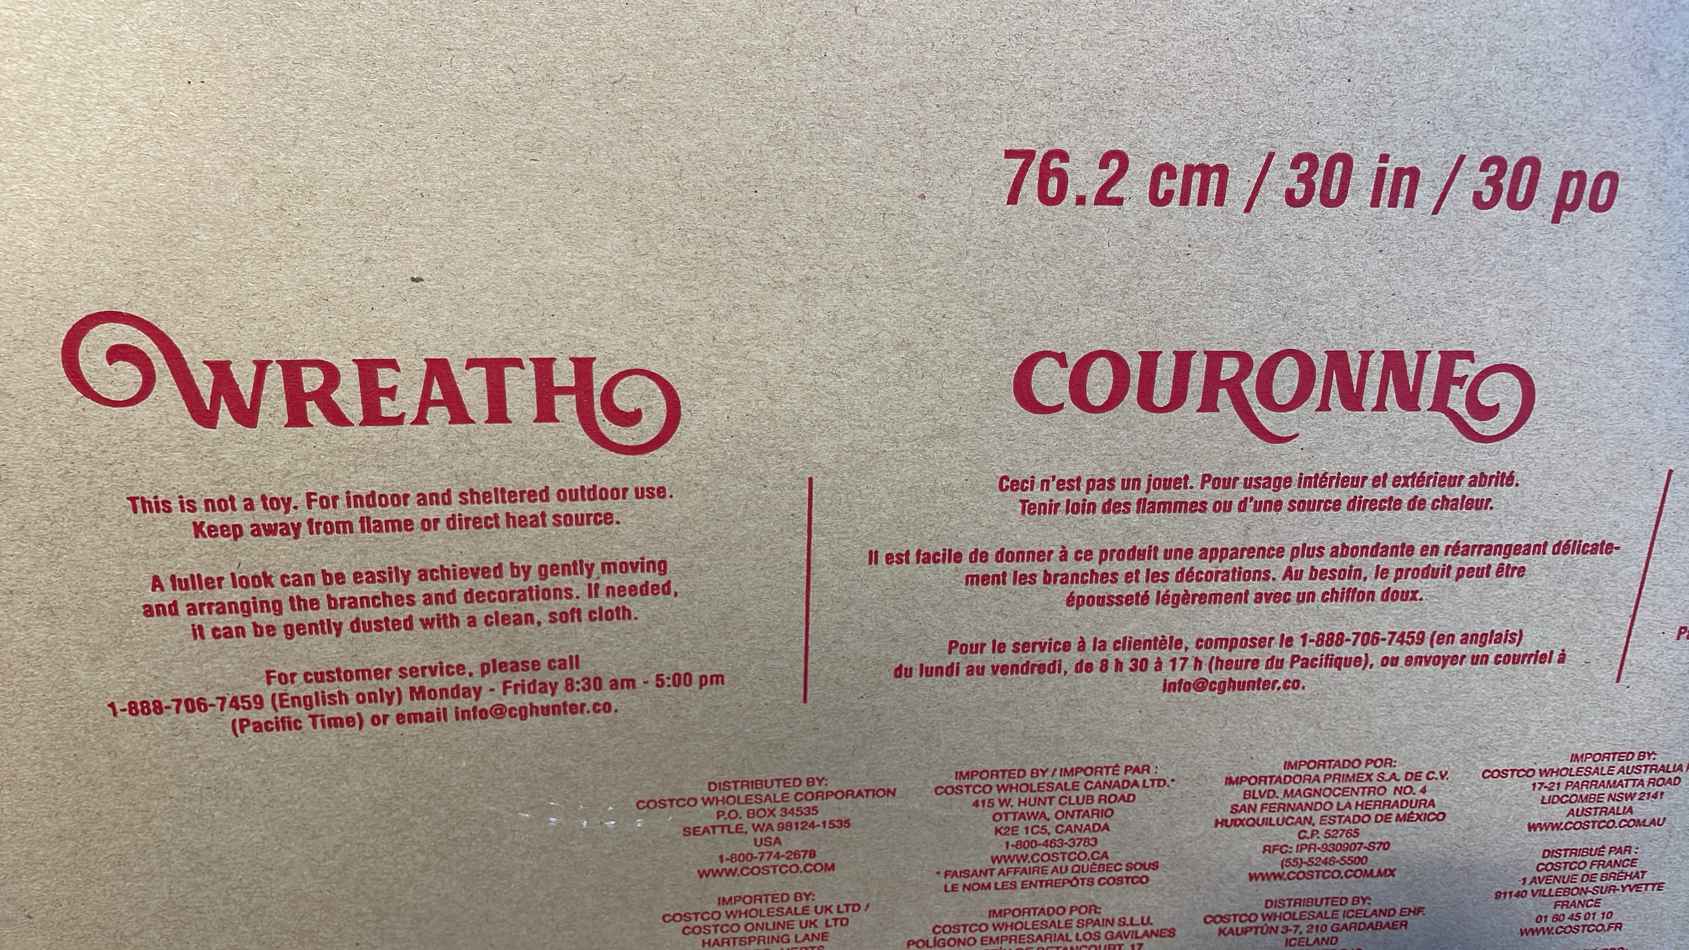 76.2 cm / 30 in / 30 po
WREATH
This is not a toy. For indoor and sheltered outdoor use.
Keep away from flame or direct heat source.
A fuller look can be easily achieved by gently moving
and arranging the branches and decorations. If needed,
it can be gently dusted with a clean, soft cloth.
For customer service, please call
1-888-706-7459 (English only) Monday - Friday 8:30 am - 5:00 pm
(Pacific Time) or email info@cghunter.co.
COURONNE
Ceci n'est pas un jouet. Pour usage intérieur et extérieur abrité.
Tenir loin des flammes ou d'une source directe de chaleur.
Il est facile de donner à ce produit une apparence plus abondante en réarrangeant délicate-
ment les branches et les décorations. Au besoin, le produit peut être
épousseté légèrement avec un chiffon doux.
Pour le service à la clientèle, composer le 1-888-706-7459 (en anglais)
du lundi au vendredi, de 8 h 30 à 17 h (heure du Pacifique), ou envoyer un courriel à
info@cghunter.co.
DISTRIBUTED BY:
COSTCO WHOLESALE CORPORATION
P.O. BOX 34535
SEATTLE, WA 98124-1535
USA
1-800-774-2678
WWW.COSTCO.COM
IMPORTED BY:
COSTCO WHOLESALE UK LTD /
COSTCO ONLINE UK LTD
HARTSPRING LANE
IMPORTED BY / IMPORTÉ PAR :
COSTCO WHOLESALE CANADA LTD.*
415 W. HUNT CLUB ROAD
OTTAWA, ONTARIO
K2E 1C5, CANADA
1-800-463-3783
WWW.COSTCO.CA
* FAISANT AFFAIRE AU QUÉBEC SOUS
LE NOM LES ENTREPÔTS COSTCO
IMPORTADO POR:
COSTCO WHOLESALE SPAIN S.L.U.
POLÍGONO EMPRESARIAL LOS GAVILANES
IMPORTADO POR:
IMPORTADORA PRIMEX S.A. DE C.V.
BLVD. MAGNOCENTRO NO. 4
SAN FERNANDO LA HERRADURA
HUIXQUILUCAN, ESTADO DE MÉXICO
C.P. 52765
RFC: IPR-930907-S70
(55)-5246-5500
WWW.COSTCO.COM.MX
DISTRIBUTED BY:
COSTCO WHOLESALE ICELAND EHF.
KAUPTÚN 3-7, 210 GARDABAER
ICELAND
IMPORTED BY:
COSTCO WHOLESALE AUSTRALIA
17-21 PARRAMATTA ROAD
LIDCOMBE NSW 2141
AUSTRALIA
WWW.COSTCO.COM.AU
DISTRIBUÉ PAR :
COSTCO FRANCE
1 AVENUE DE BRÉHAT
91140 VILLEBON-SUR-YVETTE
FRANCE
01 60 45 01 10
WWW.COSTCO.FR